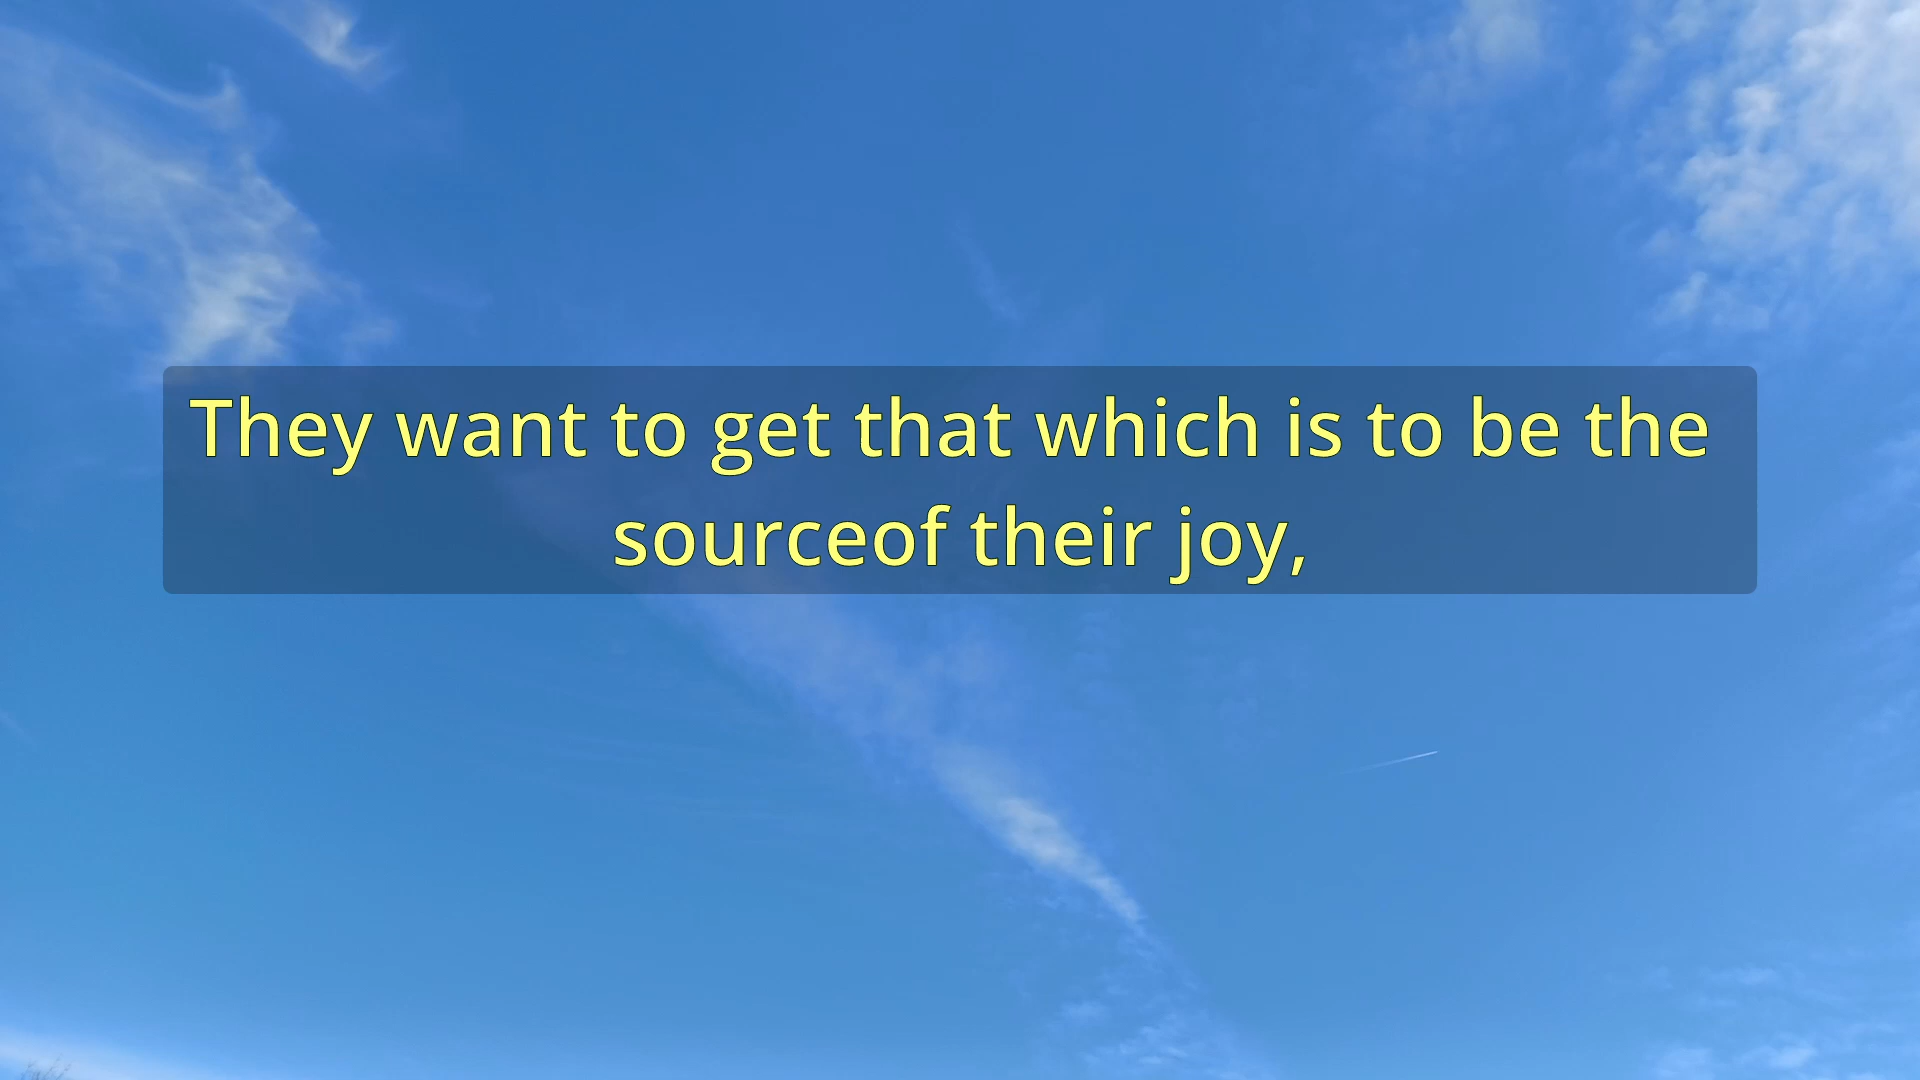 They want to get that which is to be the
sourceof their joy,